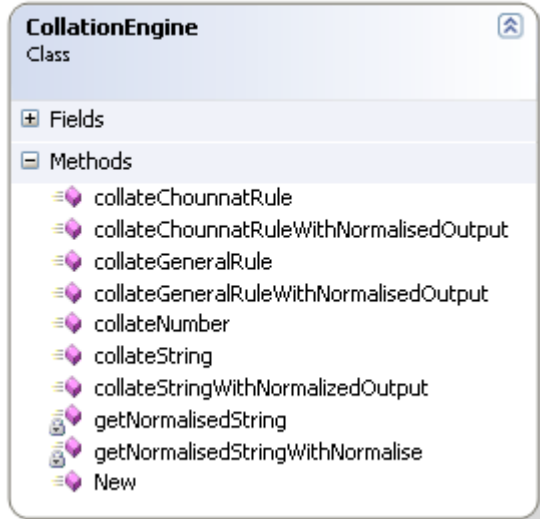 CollationEngine
Class
Fields
Methods
collateChounnatRule
collateChounnatRuleWithNormalisedOutput
collateGeneralRule
collateGeneralRuleWithNormalisedOutput
collateNumber
collateString
collateStringWithNormalizedOutput
getNormalisedString
getNormalisedStringWithNormalise
New